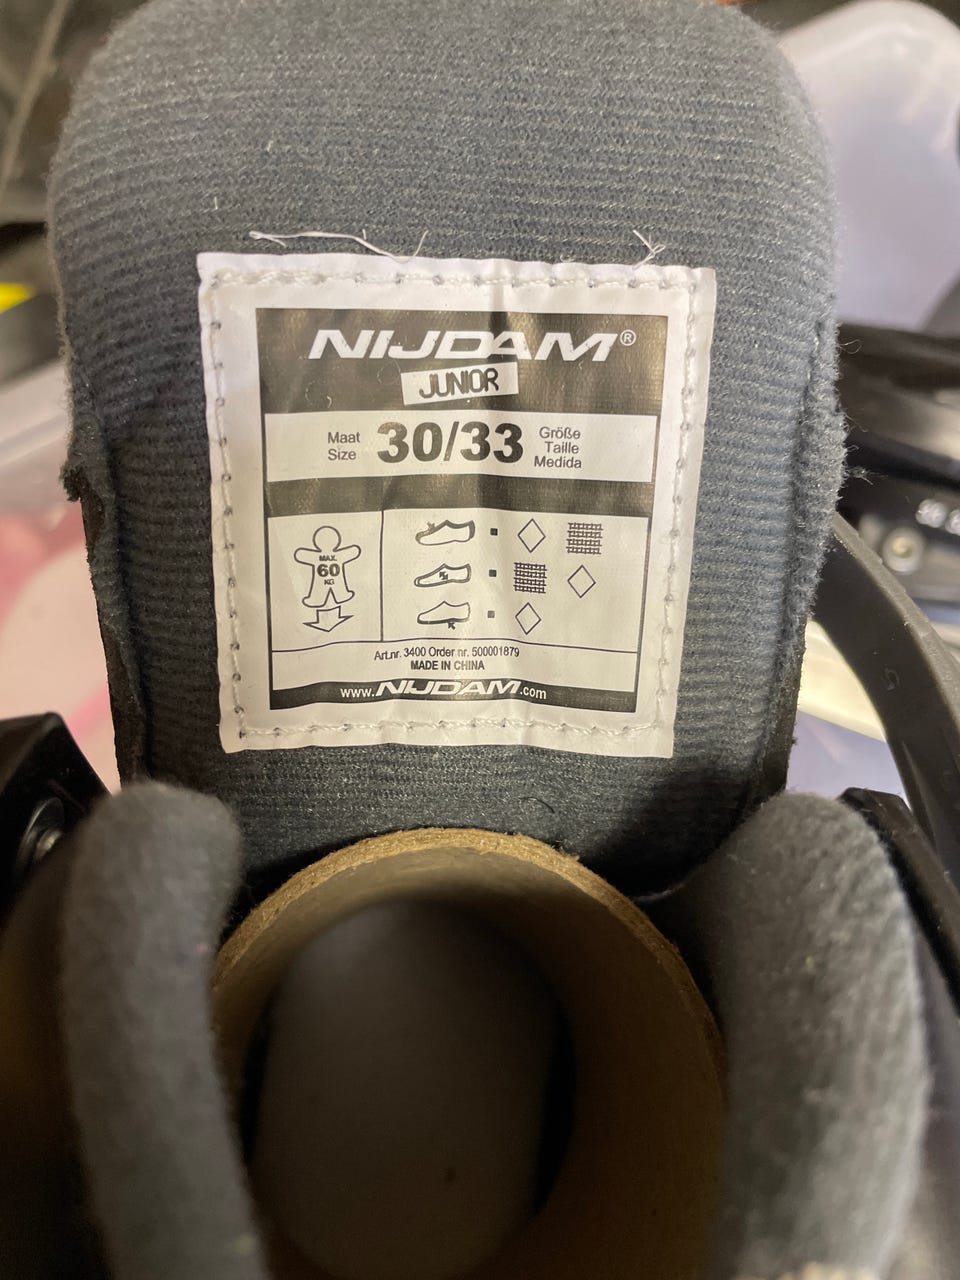 NIJDAM®
JUNIOR
Maat
Size
30/33
Größe
Taille
Medida
MAX.
60
KG
Art.nr. 3400 Order nr. 500001879
MADE IN CHINA
www.NIJDAM.com